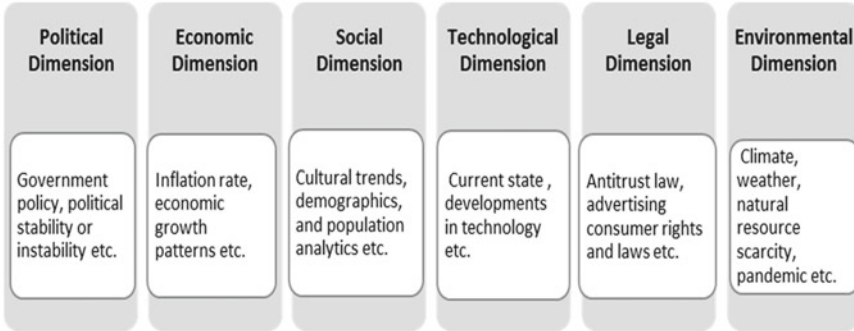 Political
Dimension
Government
policy, political
stability or
instability etc.
Economic
Dimension
Inflation rate,
economic
growth
patterns etc.
Social
Dimension
Cultural trends,
demographics,
and population
analytics etc.
Technological
Dimension
Current state ,
developments
in technology
etc.
Legal
Dimension
Antitrust law,
advertising
consumer rights
and laws etc.
Environmental
Dimension
Climate,
weather,
natural
resource
scarcity,
pandemic etc.